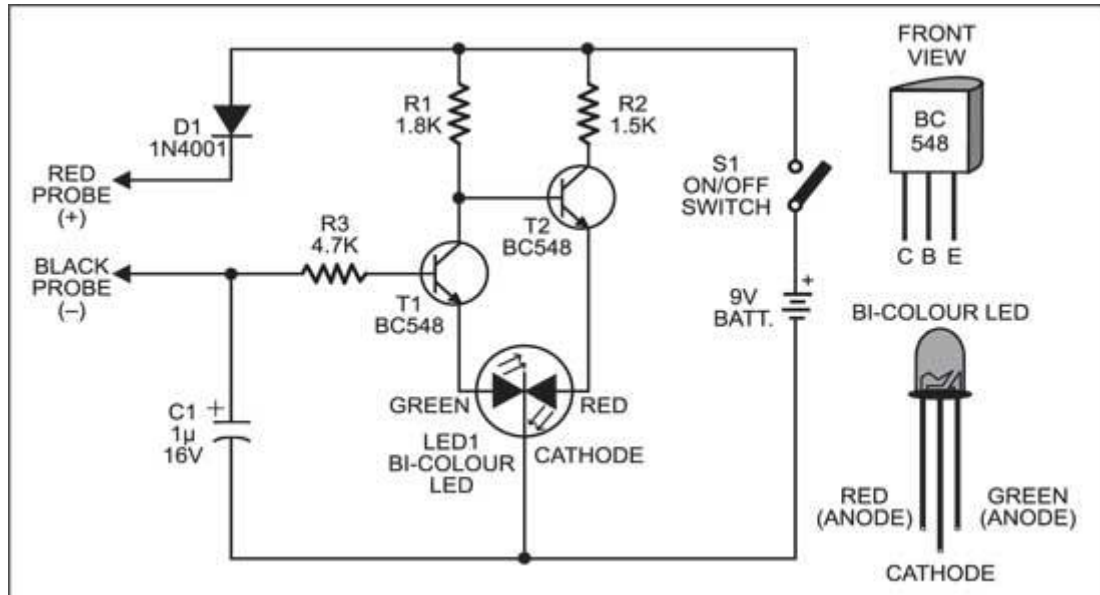 D1
1N4001
RED
PROBE
(+)
BLACK
PROBE
(–)
R3
4.7K
R1
1.8K
R2
1.5K
T1
BC548
T2
BC548
C1
1µ
16V
+
GREEN
RED
LED1
BI-COLOUR
LED
CATHODE
S1
ON/OFF
SWITCH
+
9V
BATT.
FRONT
VIEW
BC
548
C B E
BI-COLOUR LED
RED
(ANODE)
GREEN
(ANODE)
CATHODE